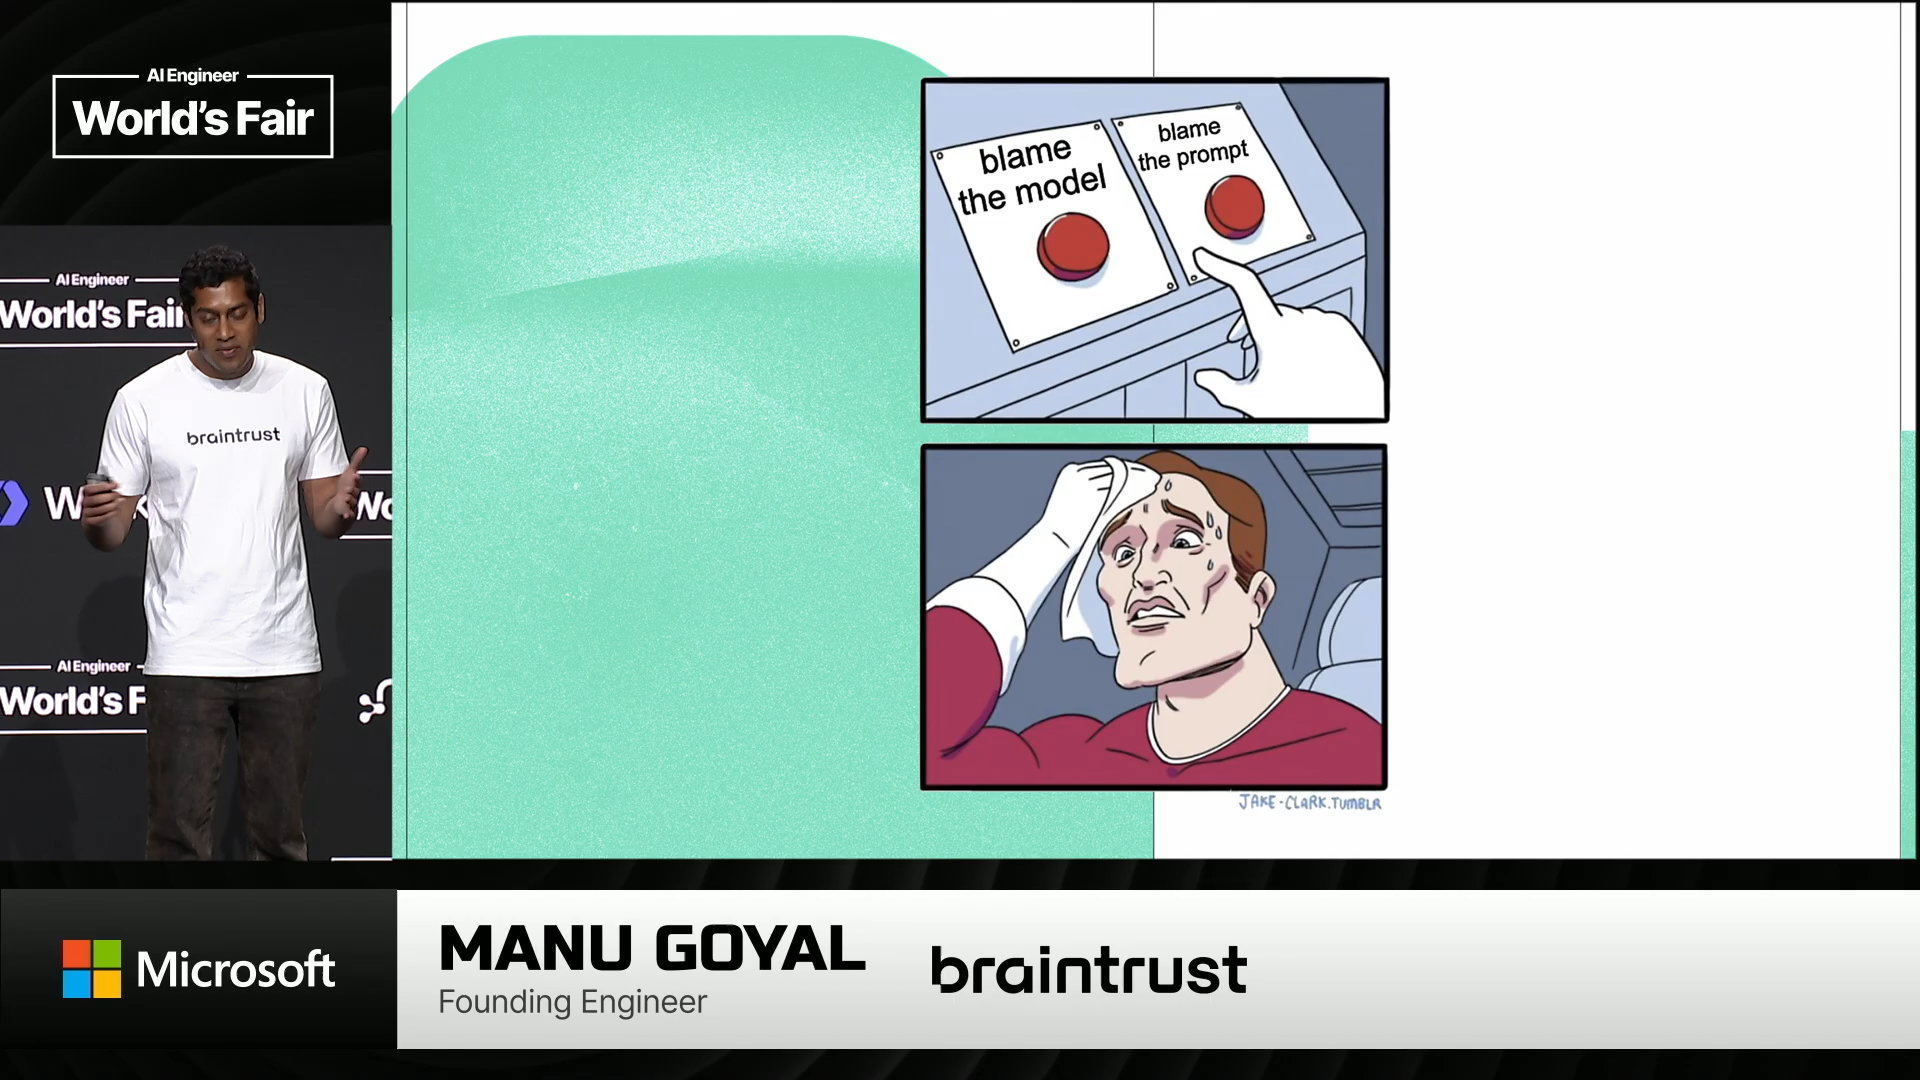 AI Engineer
World's Fair
AI Engineer
World's Fair
braintrust
W
Wo
AI Engineer
World's F
blame
the model
blame
the prompt
JAKE-CLARK.TUMBLR
Microsoft
MANU GOYAL
Founding Engineer
braintrust